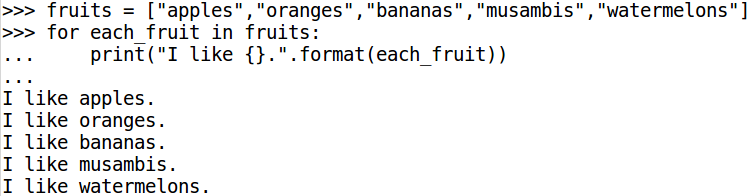 >>> fruits = ["apples","oranges","bananas","musambis","watermelons"]
>>> for each_fruit in fruits:
...     print("I like {}.".format(each_fruit))
...
I like apples.
I like oranges.
I like bananas.
I like musambis.
I like watermelons.